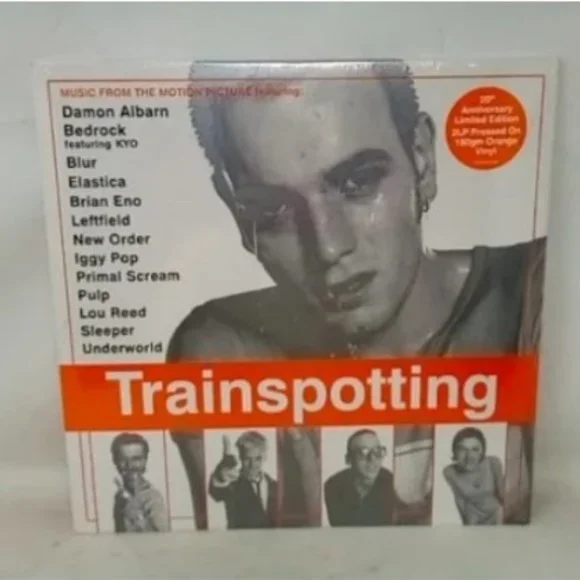 MUSIC FROM THE MOTION PICTURE featuring:
Damon Albarn
Bedrock
featuring KYO
Blur
Elastica
Brian Eno
Leftfield
New Order
Iggy Pop
Primal Scream
Pulp
Lou Reed
Sleeper
Underworld
20th
Anniversary
Limited Edition
2LP Pressed On
180gm Orange
Vinyl
Trainspotting